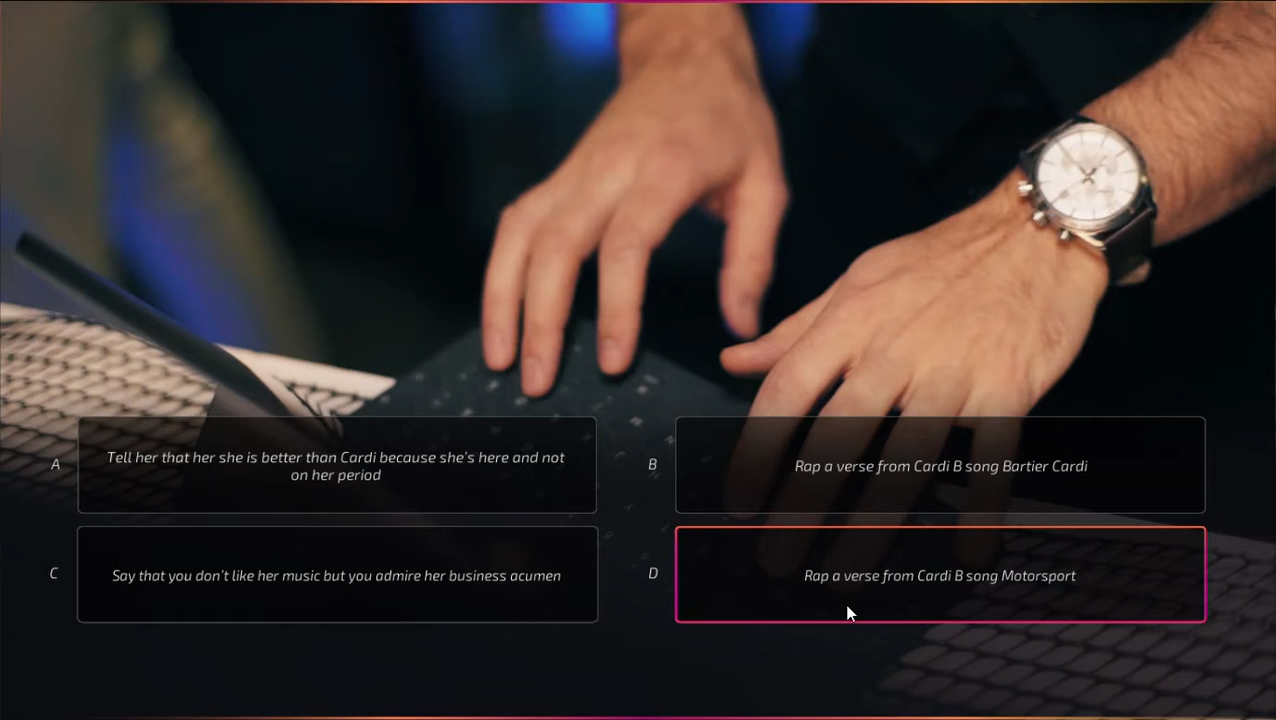 A
Tell her that her she is better than Cardi because she's here and not
on her period
B
Rap a verse from Cardi B song Bartier Cardi
C
Say that you don't like her music but you admire her business acumen
D
Rap a verse from Cardi B song Motorsport